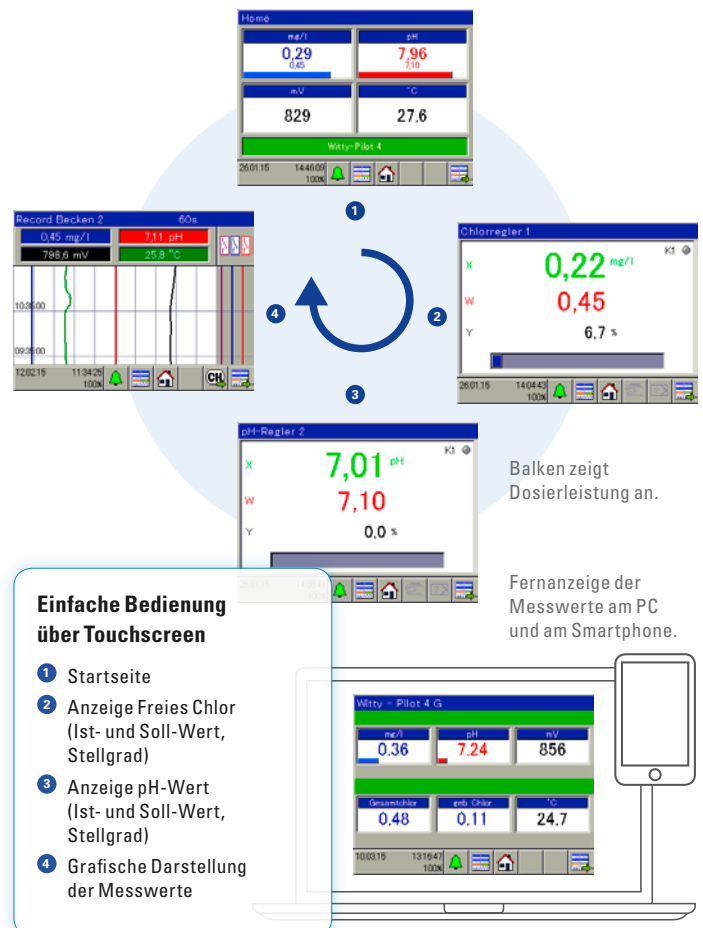 Home
mg/l
0,29
0,45
pH
7,96
7,10
mV
829
°C
27,6
Witty-Pilot 4
26.01.15 14:46:09
100%
1
Record Becken 2 60s
0,45 mg/l 7,11 pH
798,6 mV 25,8 °C
10:35:00
09:35:00
12.02.15 11:34:25
100%
CH
4
Chlorregler 1
K1
X 0,22 mg/l
W 0,45
Y 6,7 %
26.01.15 14:04:43
100%
2
3
pH-Regler 2
K1
X 7,01 pH
W 7,10
Y 0,0 %
100%
Balken zeigt
Dosierleistung an.
Fernanzeige der
Messwerte am PC
und am Smartphone.
Einfache Bedienung
über Touchscreen
1 Startseite
2 Anzeige Freies Chlor
(Ist- und Soll-Wert,
Stellgrad)
3 Anzeige pH-Wert
(Ist- und Soll-Wert,
Stellgrad)
4 Grafische Darstellung
der Messwerte
Witty - Pilot 4 G
mg/l pH mV
0.36 7.24 856
Gesamtchlor geb Chlor °C
0,48 0,11 24,7
10.03.15 13:16:47
100%